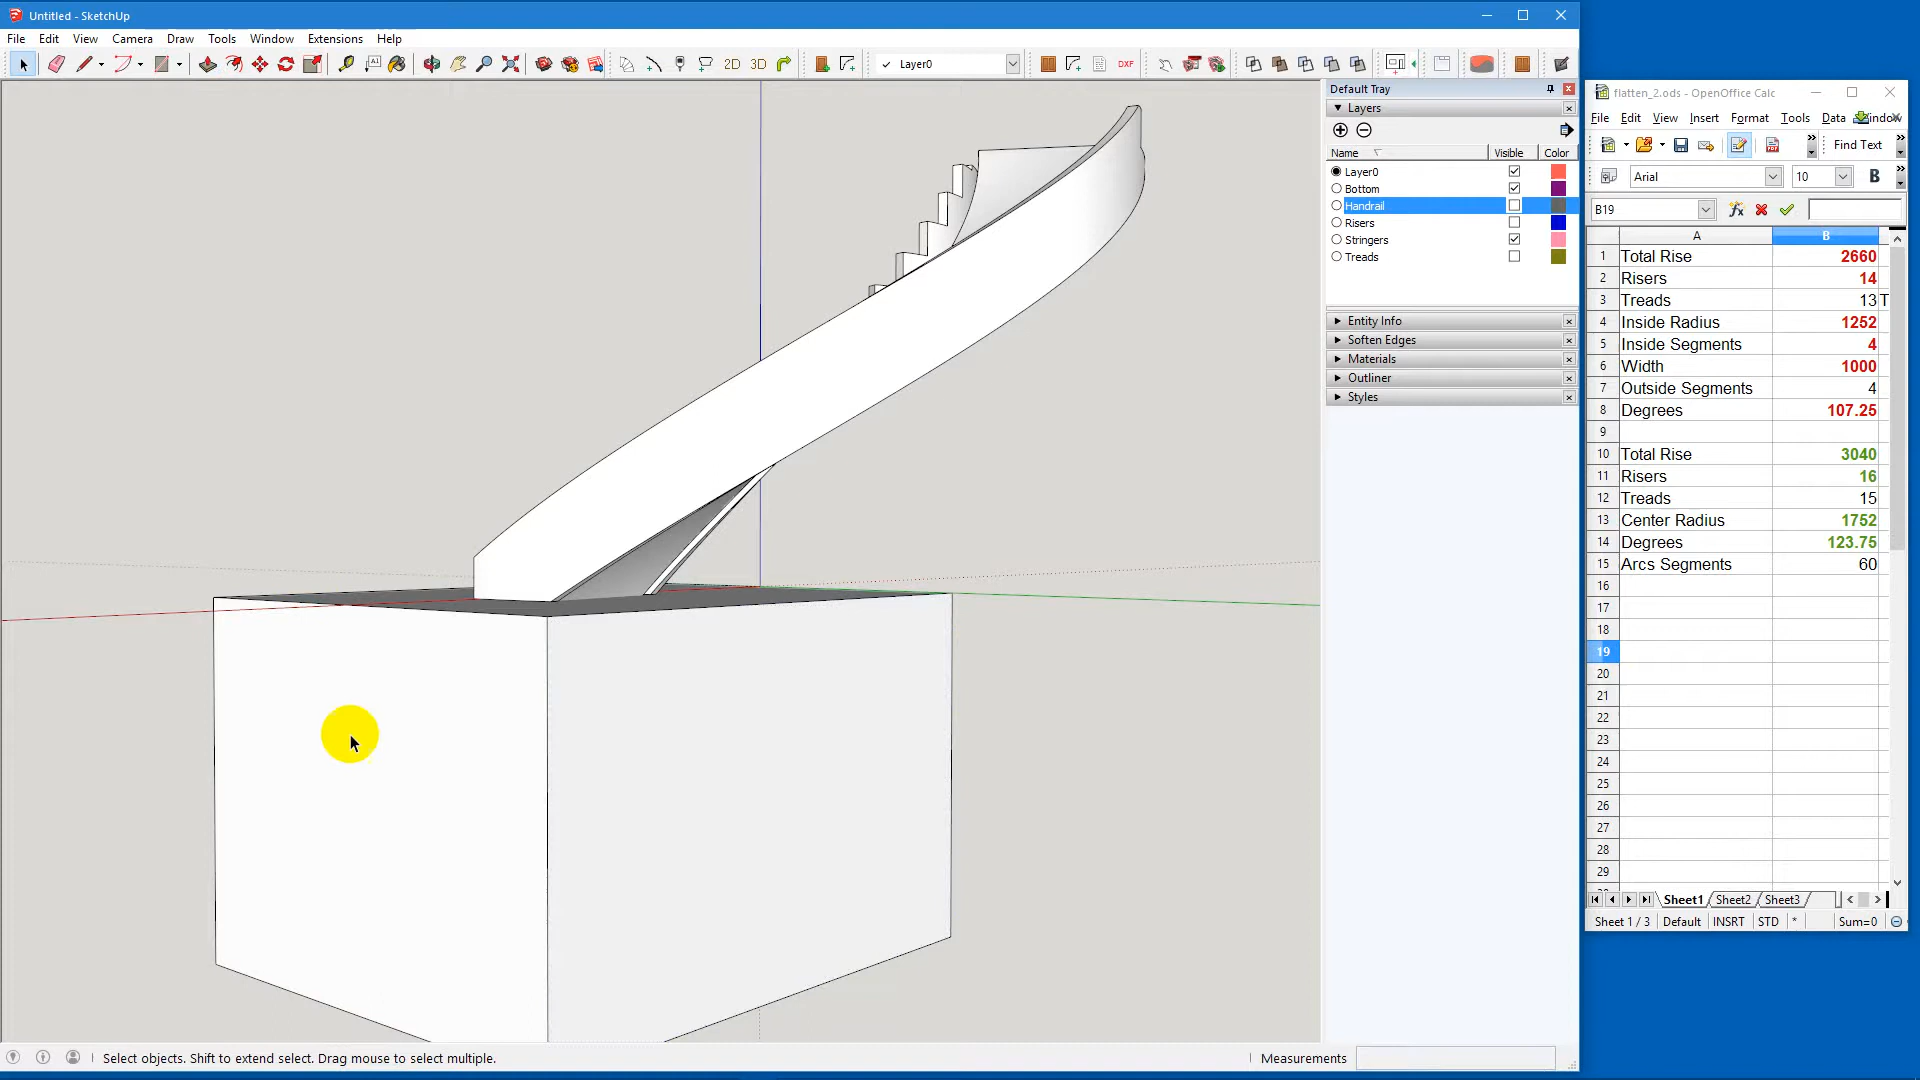 Untitled - SketchUp
File Edit View Camera Draw Tools Window Extensions Help
A1 2D 3D Layer0 DXF
Default Tray
Layers
Name Visible Color
Layer0
Bottom
Handrail
Risers
Stringers
Treads
Entity Info
Soften Edges
Materials
Outliner
Styles
Select objects. Shift to extend select. Drag mouse to select multiple.
Measurements
flatten_2.ods - OpenOffice Calc
File Edit View Insert Format Tools Data Window
Find Text
Arial 10 B
B19
A B
1 Total Rise 2660
2 Risers 14
3 Treads 13 T
4 Inside Radius 1252
5 Inside Segments 4
6 Width 1000
7 Outside Segments 4
8 Degrees 107.25
9
10 Total Rise 3040
11 Risers 16
12 Treads 15
13 Center Radius 1752
14 Degrees 123.75
15 Arcs Segments 60
16
17
18
19
20
21
22
23
24
25
26
27
28
29
Sheet1 Sheet2 Sheet3
Sheet 1 / 3 Default INSRT STD * Sum=0